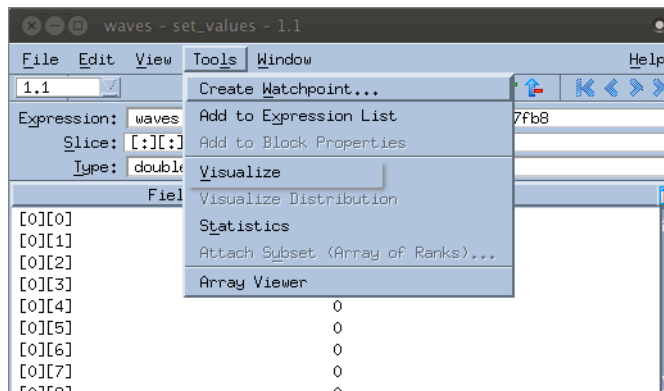 waves - set_values - 1.1
File Edit View Tools Window Help
1.1
Create Watchpoint...
Add to Expression List
Add to Block Properties
Visualize
Visualize Distribution
Statistics
Attach Subset (Array of Ranks)...
Array Viewer
Expression: waves 7fb8
Slice: [:][:]
Type: double
Fiel
[0][0]
[0][1]
[0][2]
[0][3]
[0][4] 0
[0][5] 0
[0][6] 0
[0][7] 0